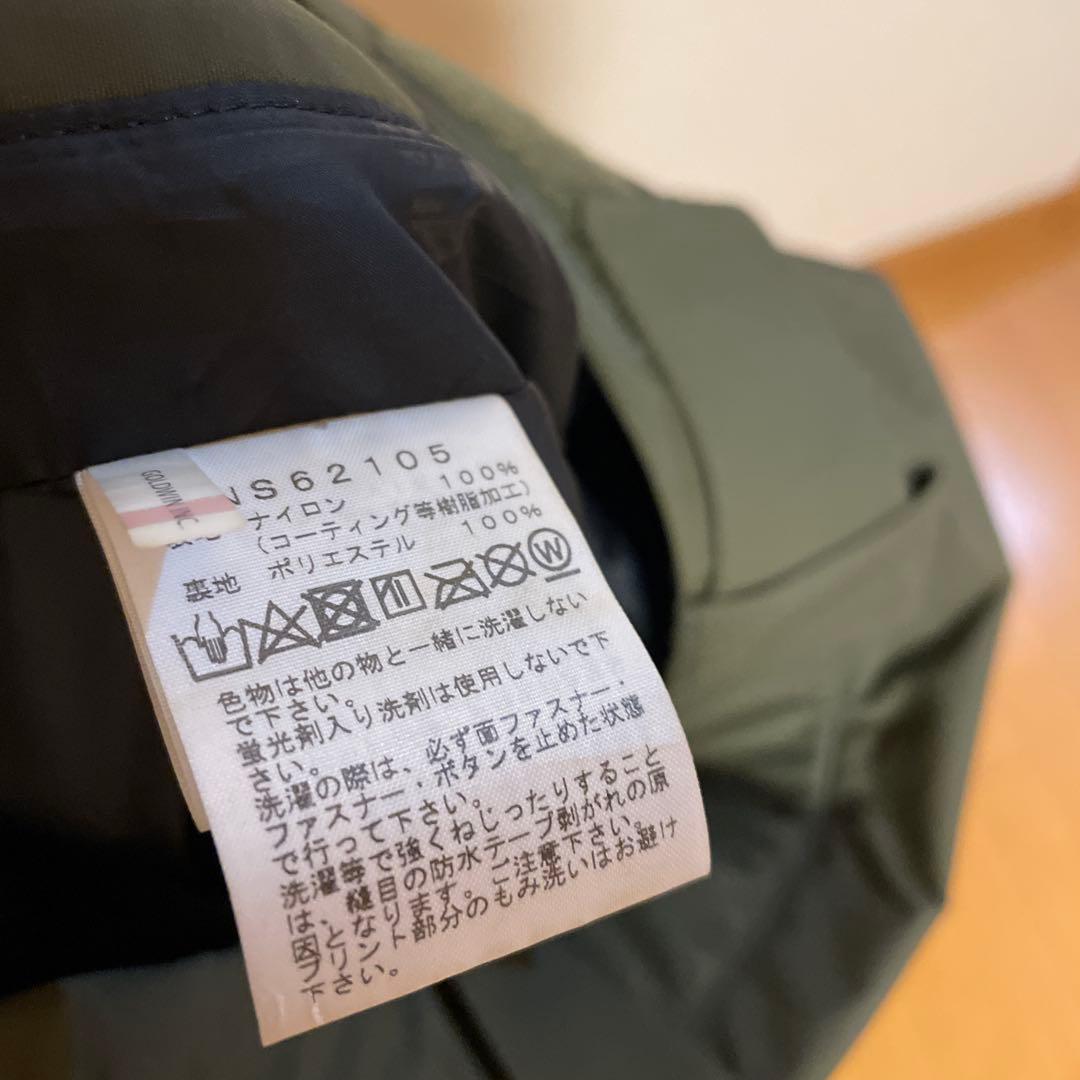 GOLDWIN INC
NS62105
ナイロン 100%
(コーティング等樹脂加工)
裏地 ポリエステル 100%
W
色物は他の物と一緒に洗濯しない
で下さい。
蛍光剤入り洗剤は使用しないで下
さい。
洗濯の際は、必ず面ファスナー、
ファスナー、ボタンを止めた状態
で行って下さい。
洗濯等で強くねじったりすること
は、縫目の防水テープ剥がれの原
因となります。ご注意下さい。
プリント部分のもみ洗いはお避け
下さい。